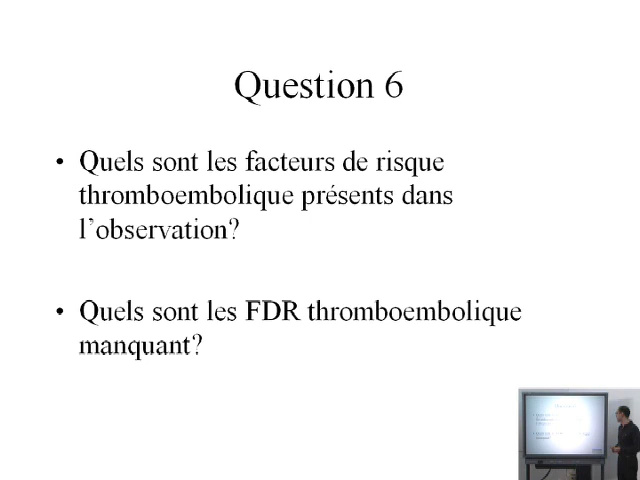 Question 6
• Quels sont les facteurs de risque
thromboembolique présents dans
l'observation?
• Quels sont les FDR thromboembolique
manquant?